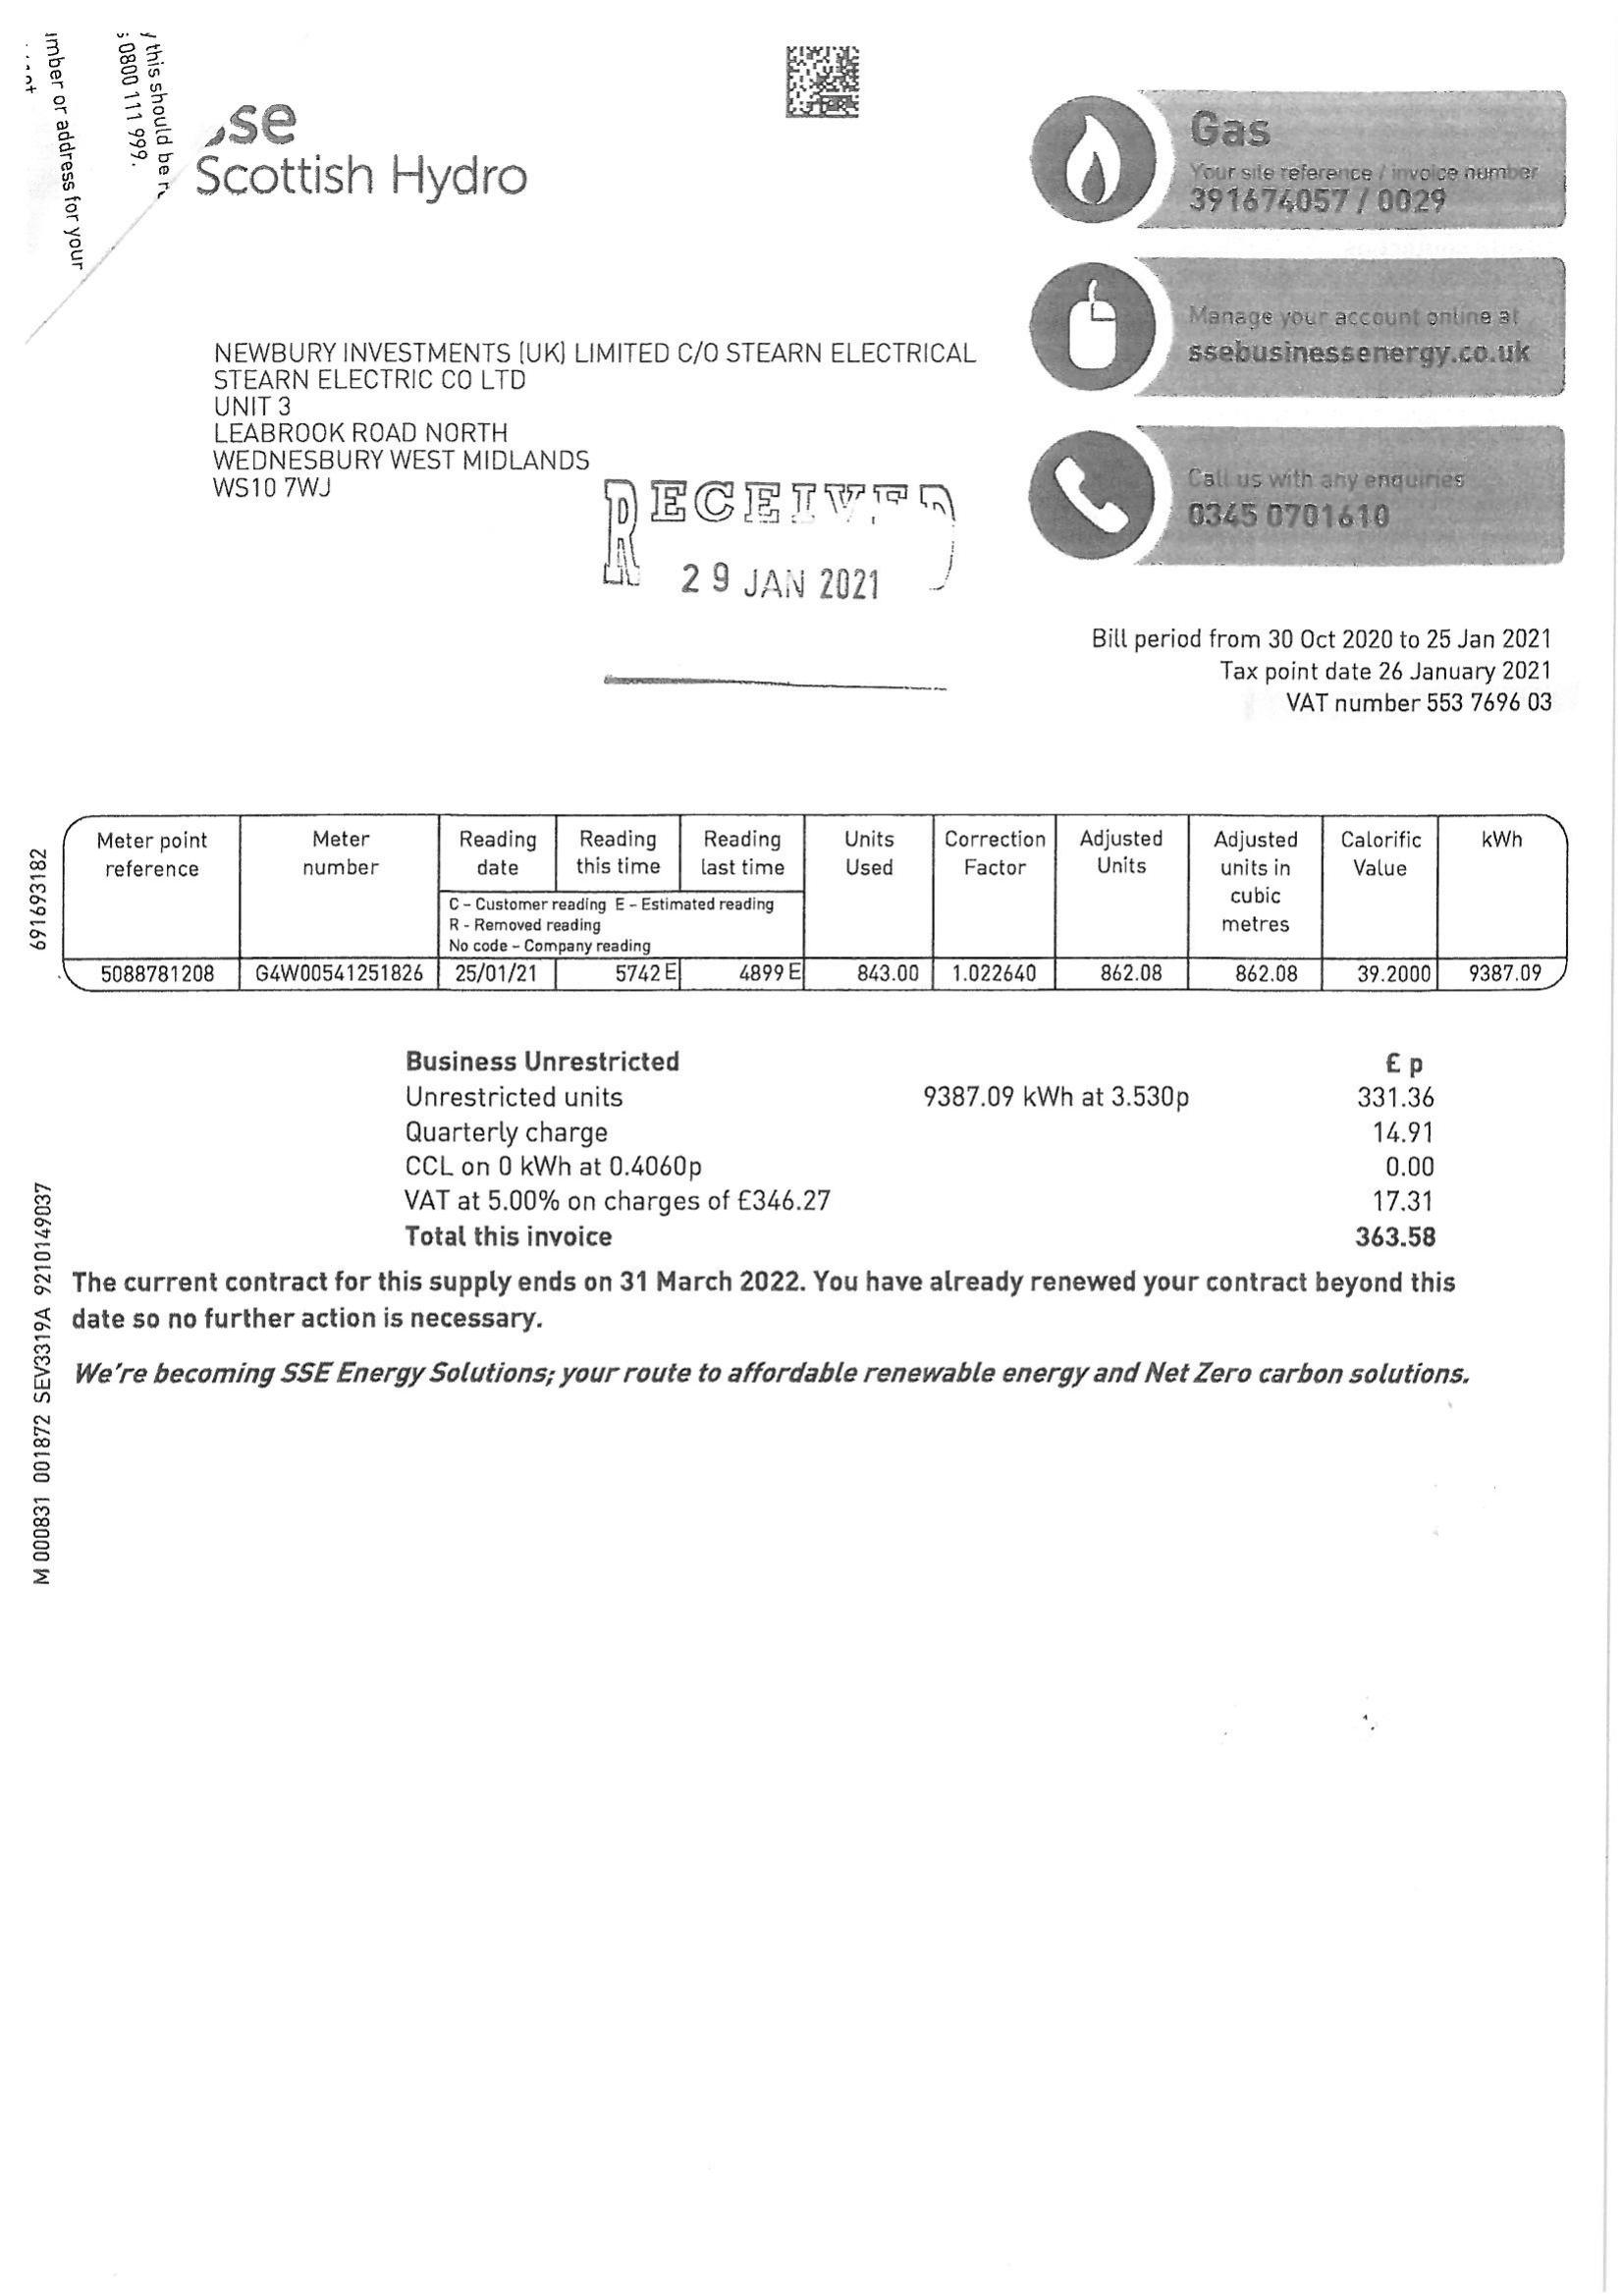 y this should be
0800 111 999.
mber or address for your
sse
Scottish Hydro
Gas
Your site reference / invoice number
391674057 / 0029
Manage your account online at
ssebusinessenergy.co.uk
Call us with any enquiries
0345 0701610
NEWBURY INVESTMENTS (UK) LIMITED C/O STEARN ELECTRICAL
STEARN ELECTRIC CO LTD
UNIT 3
LEABROOK ROAD NORTH
WEDNESBURY WEST MIDLANDS
WS10 7WJ
RECEIVED
29 JAN 2021
Bill period from 30 Oct 2020 to 25 Jan 2021
Tax point date 26 January 2021
VAT number 553 7696 03
691693182
Meter point reference Meter number Reading date Reading this time Reading last time Units Used Correction Factor Adjusted Units Adjusted units in cubic metres Calorific Value kWh
C - Customer reading E - Estimated reading
R - Removed reading
No code - Company reading
5088781208 G4W00541251826 25/01/21 5742 E 4899 E 843.00 1.022640 862.08 862.08 39.2000 9387.09
Business Unrestricted £ p
Unrestricted units 9387.09 kWh at 3.530p 331.36
Quarterly charge 14.91
CCL on 0 kWh at 0.4060p 0.00
VAT at 5.00% on charges of £346.27 17.31
Total this invoice 363.58
The current contract for this supply ends on 31 March 2022. You have already renewed your contract beyond this
date so no further action is necessary.
We're becoming SSE Energy Solutions; your route to affordable renewable energy and Net Zero carbon solutions.
M 000831 001872 SEV3319A 9210149037